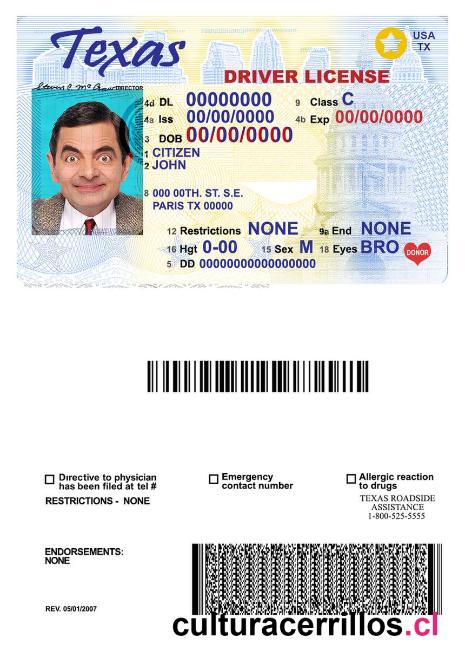 Texas
USA
TX
DRIVER LICENSE
DIRECTOR
4d DL 00000000 9 Class C
4a Iss 00/00/0000 4b Exp 00/00/0000
3 DOB 00/00/0000
1 CITIZEN
2 JOHN
8 000 00TH. ST. S.E.
PARIS TX 00000
12 Restrictions NONE 9a End NONE
16 Hgt 0-00 15 Sex M 18 Eyes BRO
DONOR
5 DD 00000000000000000
Directive to physician
has been filed at tel #
Emergency
contact number
Allergic reaction
to drugs
RESTRICTIONS - NONE
TEXAS ROADSIDE
ASSISTANCE
1-800-525-5555
ENDORSEMENTS:
NONE
REV. 05/01/2007
culturacerrillos.cl